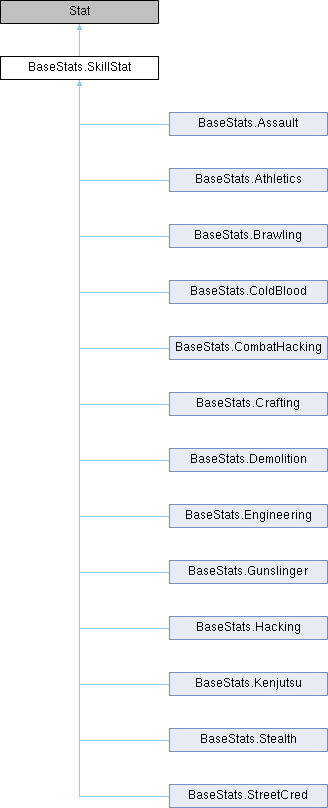 Stat
BaseStats.SkillStat
BaseStats.Assault
BaseStats.Athletics
BaseStats.Brawling
BaseStats.ColdBlood
BaseStats.CombatHacking
BaseStats.Crafting
BaseStats.Demolition
BaseStats.Engineering
BaseStats.Gunslinger
BaseStats.Hacking
BaseStats.Kenjutsu
BaseStats.Stealth
BaseStats.StreetCred